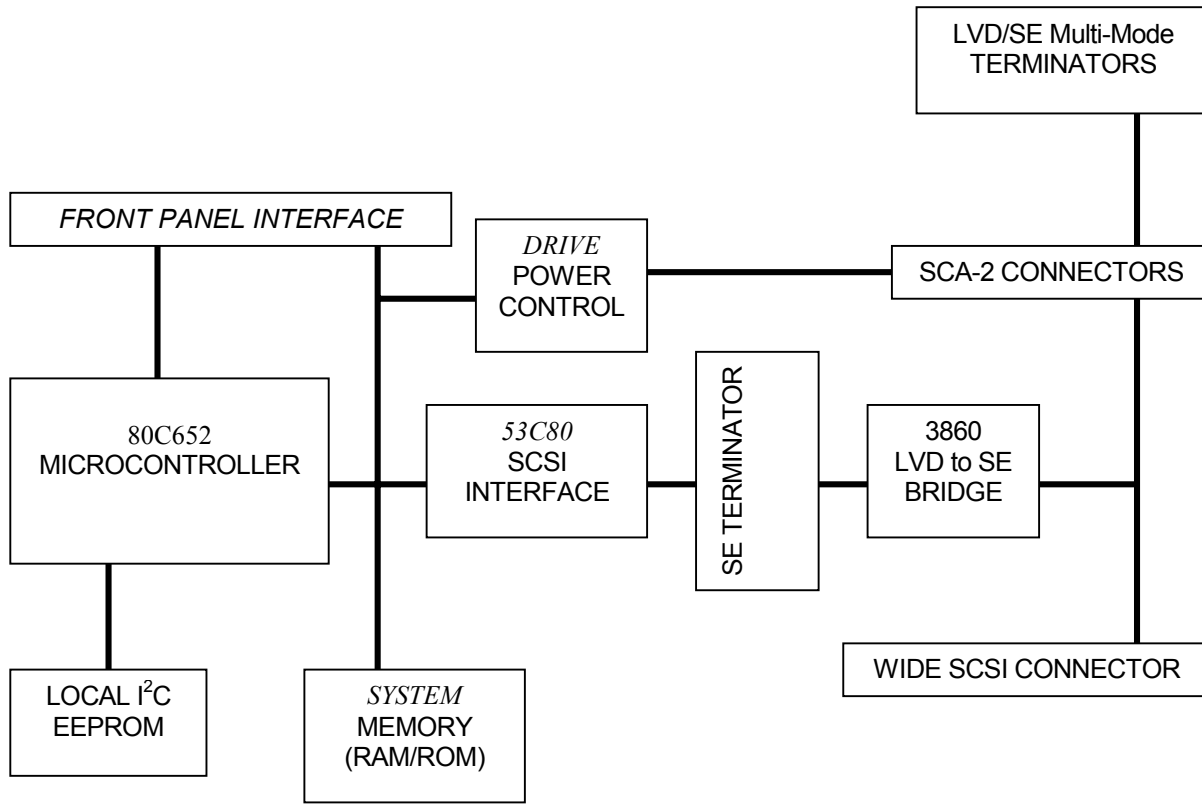 LVD/SE Multi-Mode
TERMINATORS
FRONT PANEL INTERFACE
DRIVE
POWER
CONTROL
SCA-2 CONNECTORS
80C652
MICROCONTROLLER
53C80
SCSI
INTERFACE
SE TERMINATOR
3860
LVD to SE
BRIDGE
LOCAL I²C
EEPROM
SYSTEM
MEMORY
(RAM/ROM)
WIDE SCSI CONNECTOR